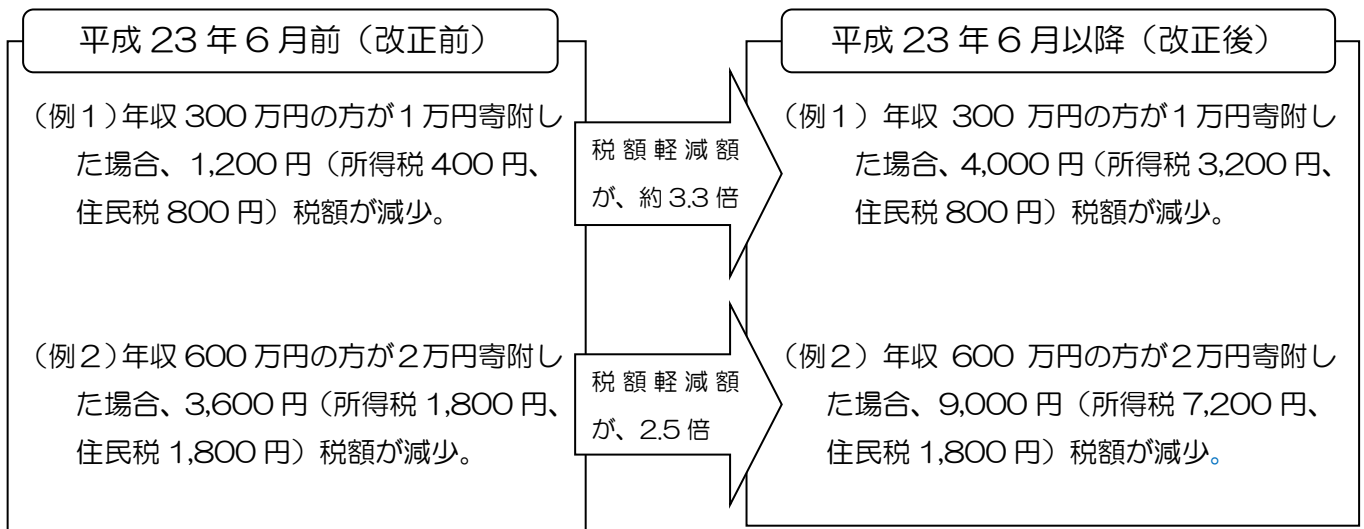 平成 23 年 6 月前（改正前）
（例１）年収 300 万円の方が１万円寄附し
た場合、1,200 円（所得税 400 円、
住民税 800 円）税額が減少。
（例２）年収 600 万円の方が２万円寄附し
た場合、3,600 円（所得税 1,800 円、
住民税 1,800 円）税額が減少。
税額軽減額
が、約 3.3 倍
税額軽減額
が、2.5 倍
平成 23 年 6 月以降（改正後）
（例１）年収 300 万円の方が１万円寄附し
た場合、4,000 円（所得税 3,200 円、
住民税 800 円）税額が減少。
（例２）年収 600 万円の方が２万円寄附し
た場合、9,000 円（所得税 7,200 円、
住民税 1,800 円）税額が減少。